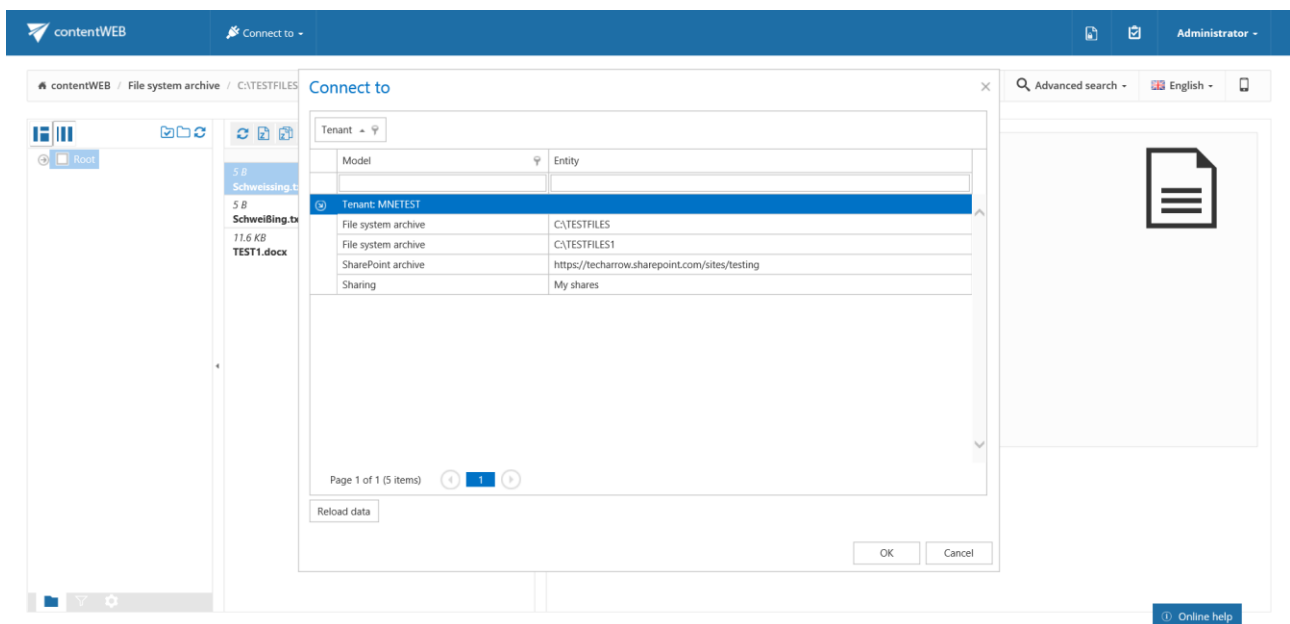 contentWEB
Connect to
Administrator
contentWEB / File system archive / C:\TESTFILES
Advanced search
English
Root
5 B
Schweissing.t
5 B
Schweißing.tx
11.6 KB
TEST1.docx
Connect to
Tenant
Model Entity
Tenant: MNETEST
File system archive C:\TESTFILES
File system archive C:\TESTFILES1
SharePoint archive https://techarrow.sharepoint.com/sites/testing
Sharing My shares
Page 1 of 1 (5 items) 1
Reload data
OK Cancel
Online help